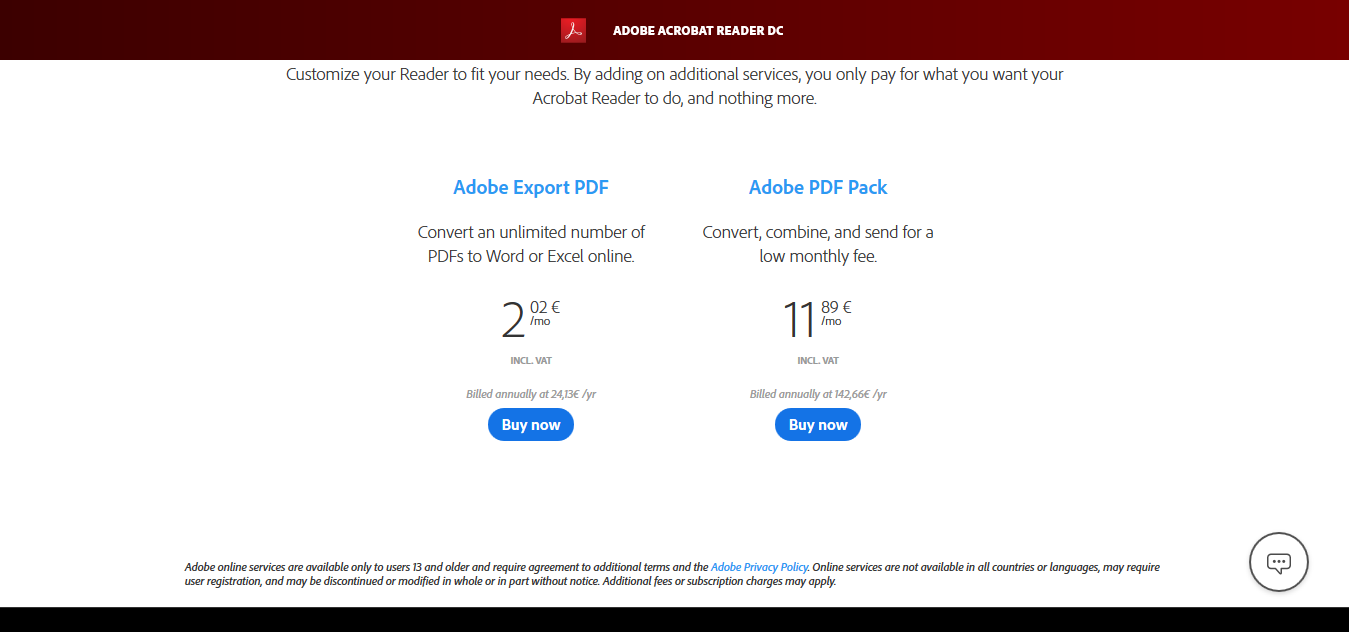 ADOBE ACROBAT READER DC
Customize your Reader to fit your needs. By adding on additional services, you only pay for what you want your
Acrobat Reader to do, and nothing more.
Adobe Export PDF
Convert an unlimited number of
PDFs to Word or Excel online.
2 02 €
/mo
INCL. VAT
Billed annually at 24,13€ /yr
Buy now
Adobe PDF Pack
Convert, combine, and send for a
low monthly fee.
11 89 €
/mo
INCL. VAT
Billed annually at 142,66€ /yr
Buy now
Adobe online services are available only to users 13 and older and require agreement to additional terms and the Adobe Privacy Policy. Online services are not available in all countries or languages, may require
user registration, and may be discontinued or modified in whole or in part without notice. Additional fees or subscription charges may apply.